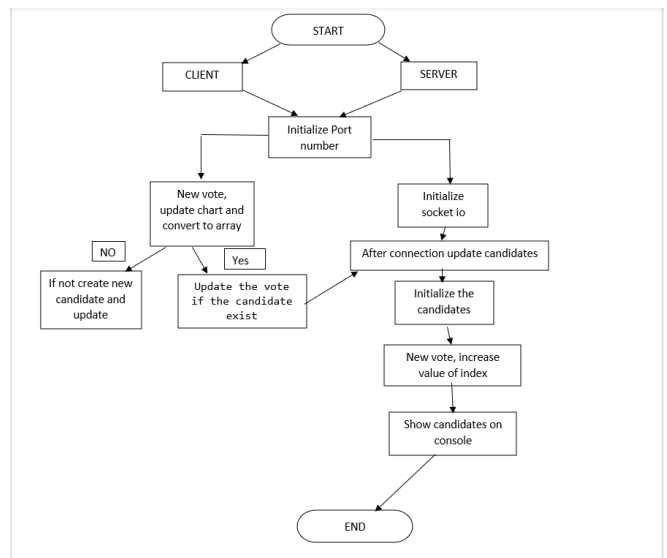 START
CLIENT
SERVER
Initialize Port
number
New vote,
update chart and
convert to array
Initialize
socket io
NO
Yes
After connection update candidates
If not create new
candidate and
update
Update the vote
if the candidate
exist
Initialize the
candidates
New vote, increase
value of index
Show candidates on
console
END